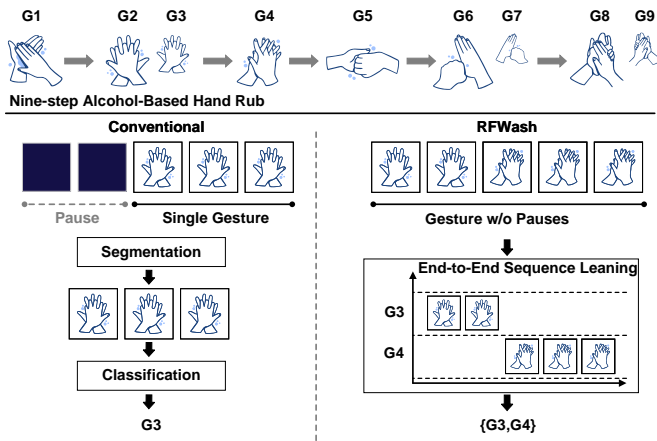 G1 G2 G3 G4 G5 G6 G7 G8 G9
Nine-step Alcohol-Based Hand Rub
Conventional
Pause
Single Gesture
Segmentation
Classification
G3
RFWash
Gesture w/o Pauses
End-to-End Sequence Leaning
G3
G4
{G3,G4}